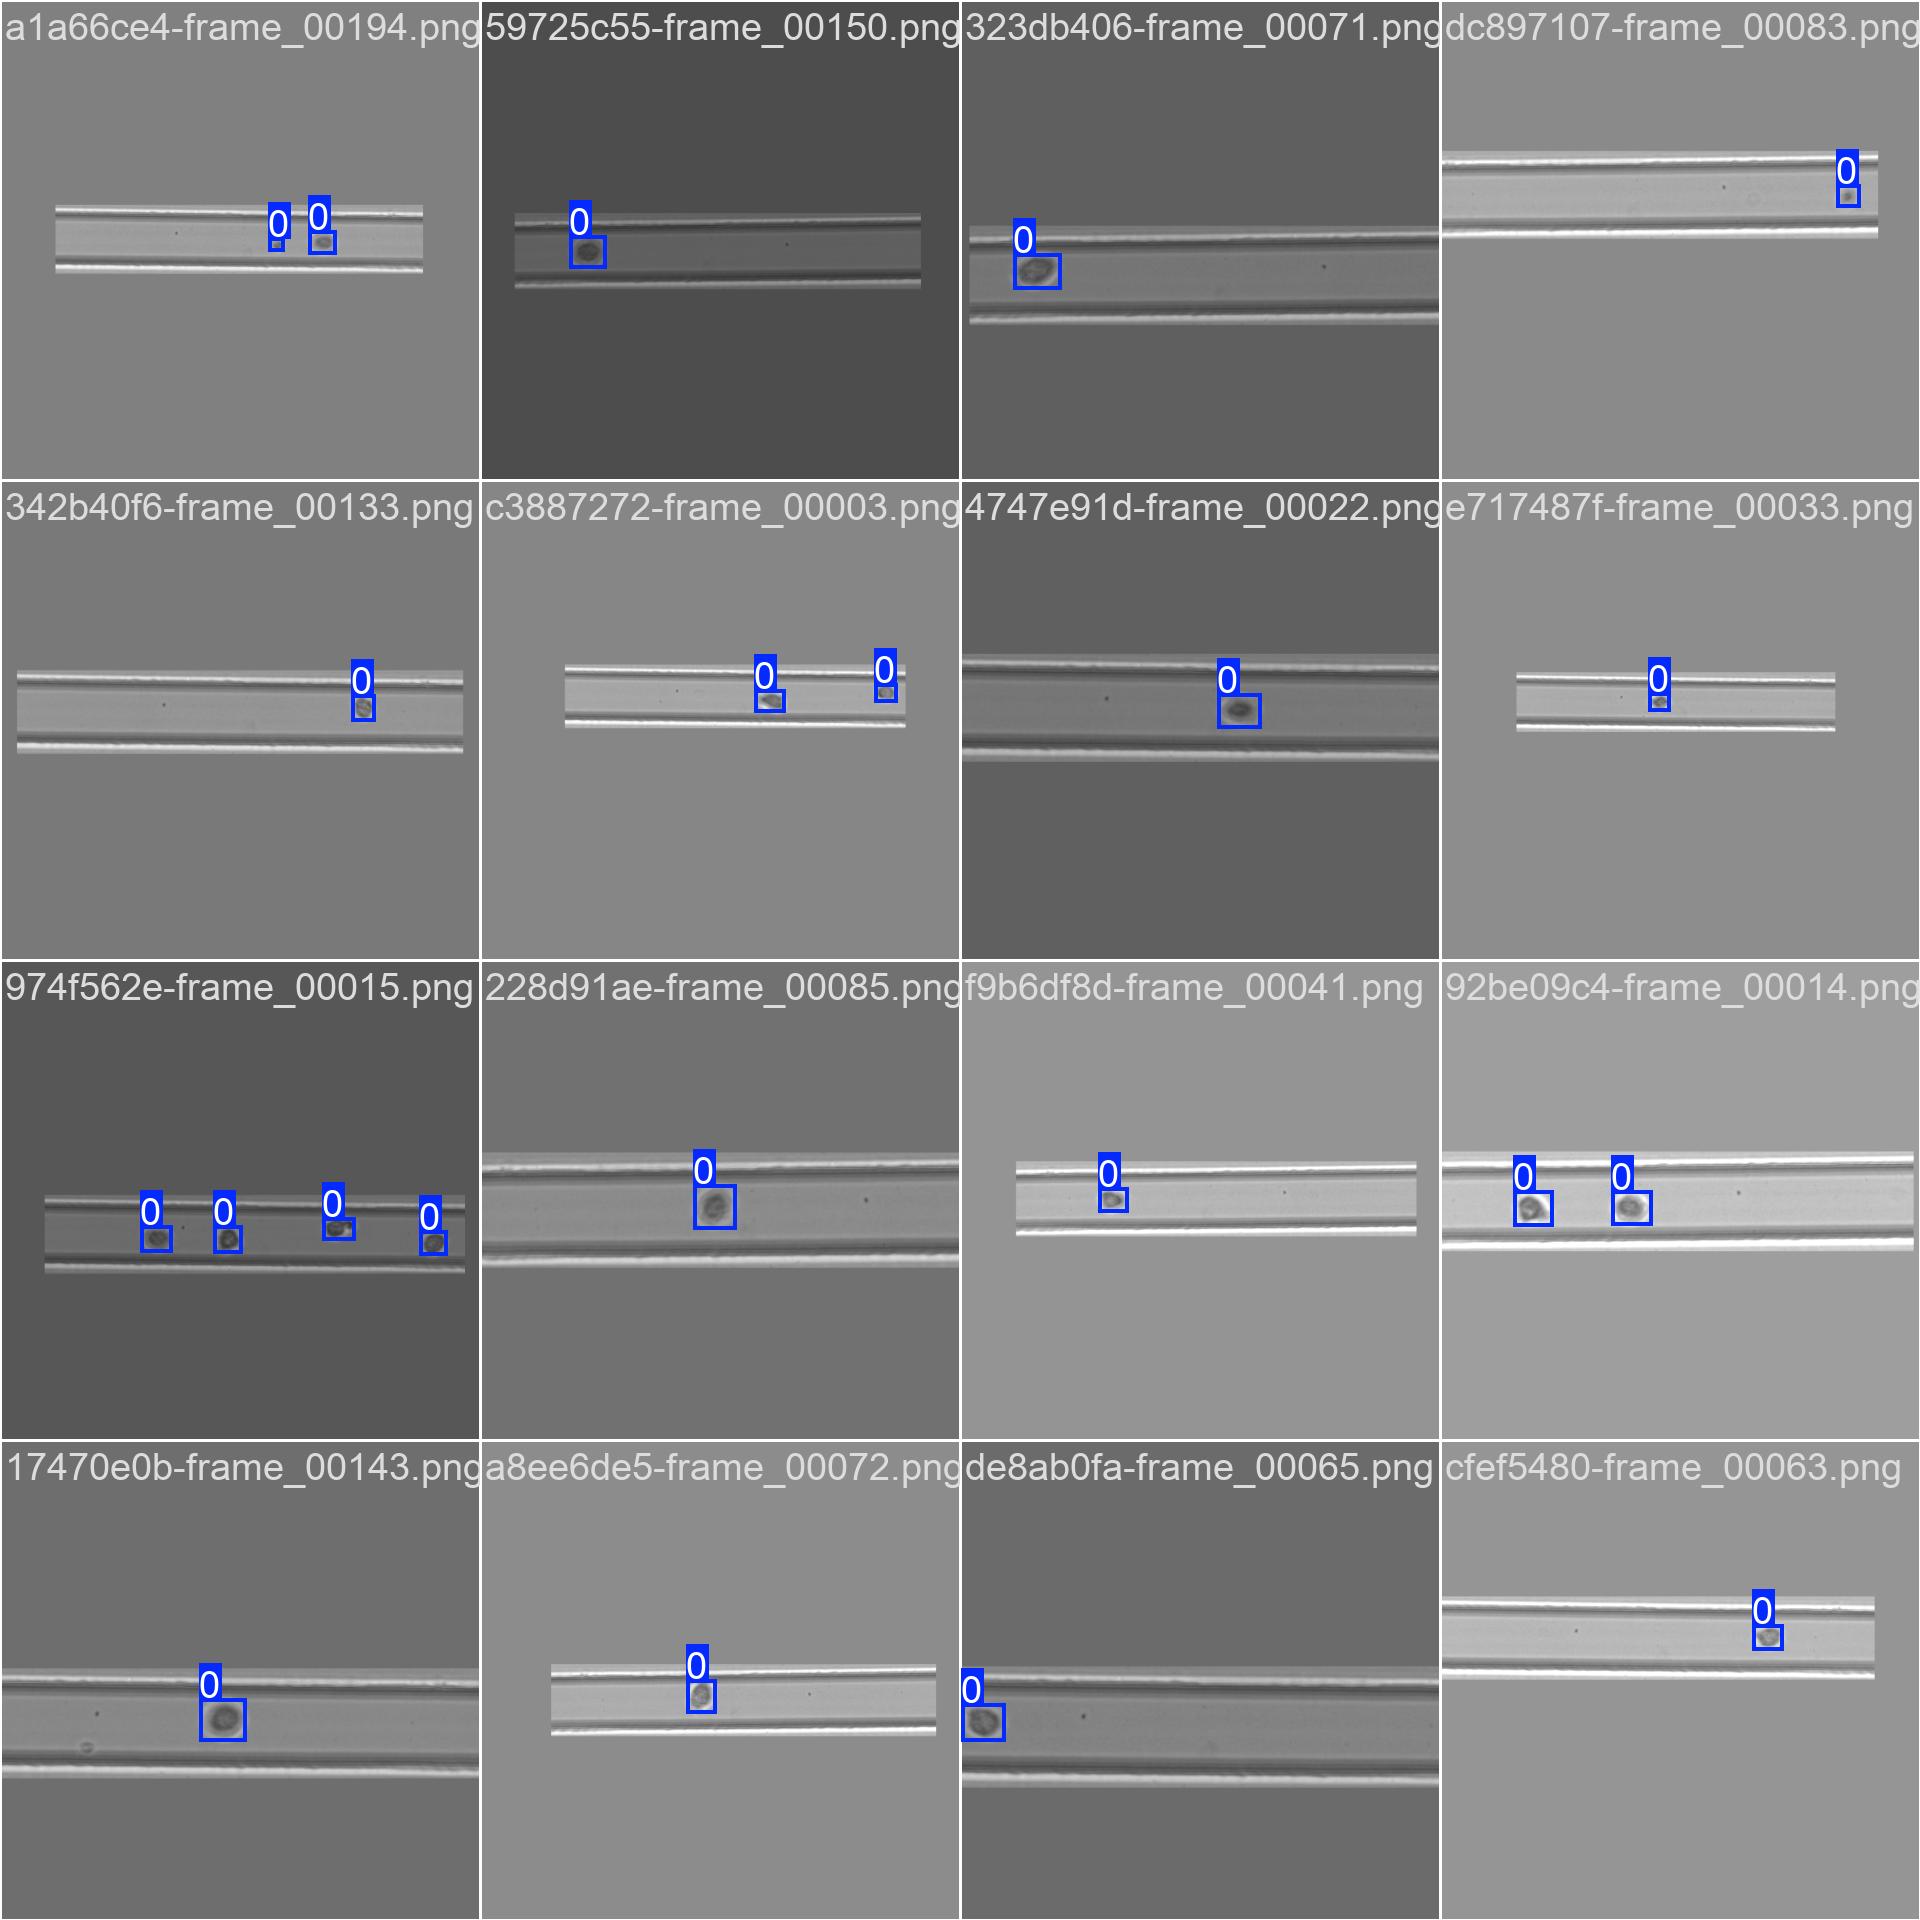 a1a66ce4-frame_00194.png
59725c55-frame_00150.png
323db406-frame_00071.png
dc897107-frame_00083.png
0 0
0
0
0
342b40f6-frame_00133.png
c3887272-frame_00003.png
4747e91d-frame_00022.png
e717487f-frame_00033.png
0
0 0
0
0
974f562e-frame_00015.png
228d91ae-frame_00085.png
f9b6df8d-frame_00041.png
92be09c4-frame_00014.png
0 0 0 0
0
0
0 0
17470e0b-frame_00143.png
a8ee6de5-frame_00072.png
de8ab0fa-frame_00065.png
cfef5480-frame_00063.png
0
0
0
0